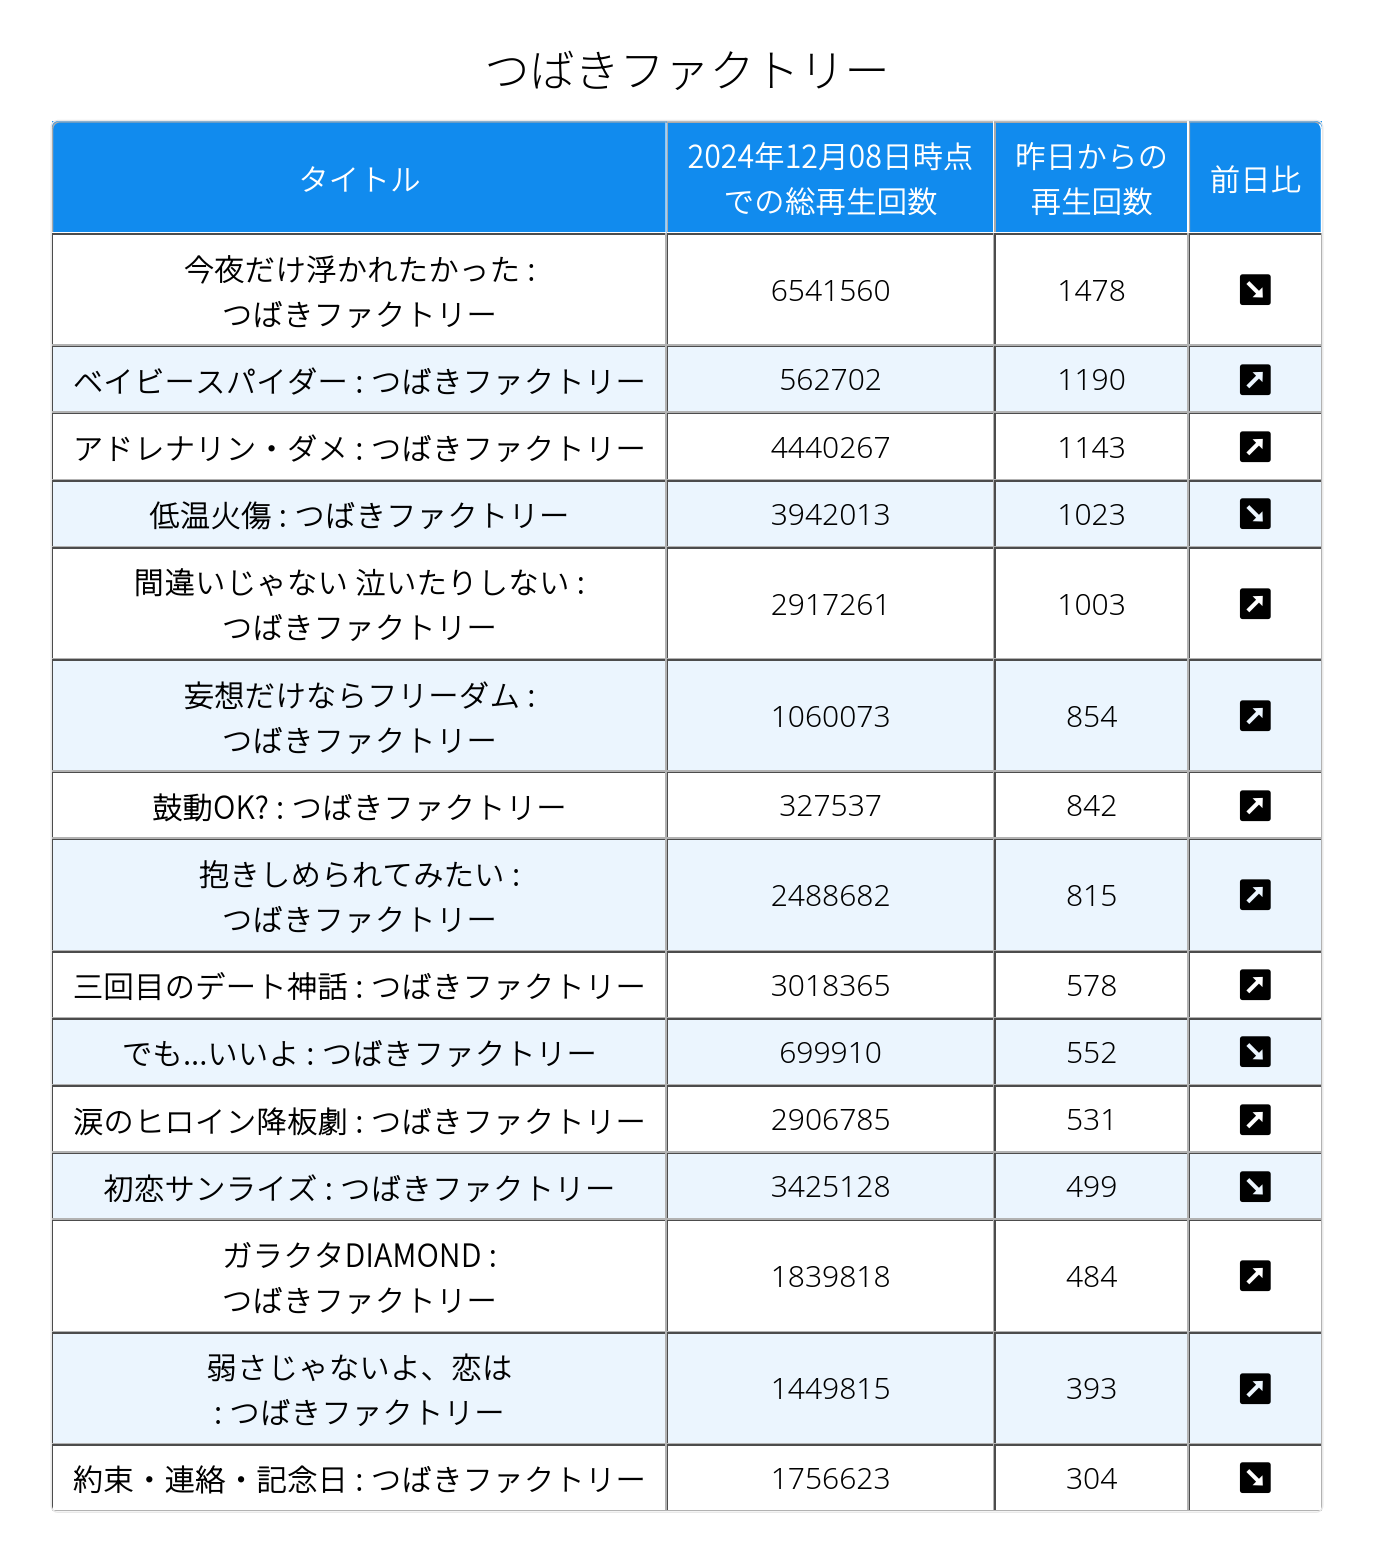 つばきファクトリー
タイトル
2024年12月08日時点
での総再生回数
昨日からの
再生回数
前日比
今夜だけ浮かれたかった :
つばきファクトリー
6541560
1478
ベイビースパイダー : つばきファクトリー
562702
1190
アドレナリン・ダメ : つばきファクトリー
4440267
1143
低温火傷 : つばきファクトリー
3942013
1023
間違いじゃない 泣いたりしない :
つばきファクトリー
2917261
1003
妄想だけならフリーダム :
つばきファクトリー
1060073
854
鼓動OK? : つばきファクトリー
327537
842
抱きしめられてみたい :
つばきファクトリー
2488682
815
三回目のデート神話 : つばきファクトリー
3018365
578
でも...いいよ : つばきファクトリー
699910
552
涙のヒロイン降板劇 : つばきファクトリー
2906785
531
初恋サンライズ : つばきファクトリー
3425128
499
ガラクタDIAMOND :
つばきファクトリー
1839818
484
弱さじゃないよ、恋は
: つばきファクトリー
1449815
393
約束・連絡・記念日 : つばきファクトリー
1756623
304